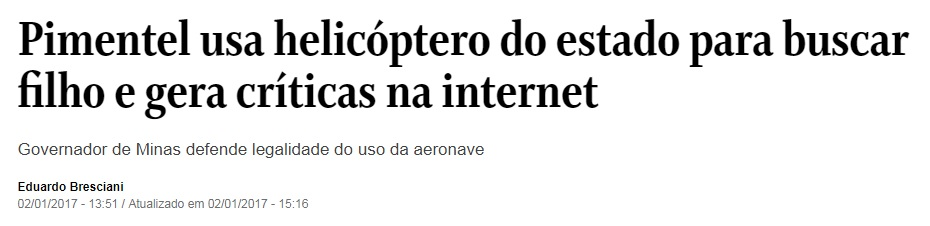 Pimentel usa helicóptero do estado para buscar
filho e gera críticas na internet
Governador de Minas defende legalidade do uso da aeronave
Eduardo Bresciani
02/01/2017 - 13:51 / Atualizado em 02/01/2017 - 15:16